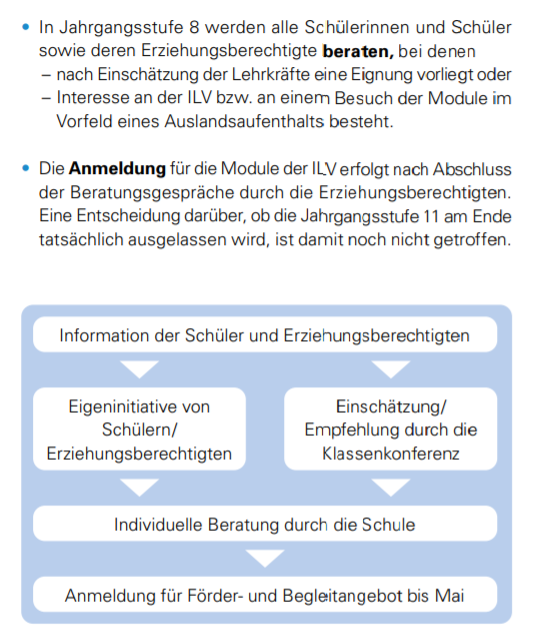 • In Jahrgangsstufe 8 werden alle Schülerinnen und Schüler
sowie deren Erziehungsberechtigte beraten, bei denen
– nach Einschätzung der Lehrkräfte eine Eignung vorliegt oder
– Interesse an der ILV bzw. an einem Besuch der Module im
Vorfeld eines Auslandsaufenthalts besteht.
• Die Anmeldung für die Module der ILV erfolgt nach Abschluss
der Beratungsgespräche durch die Erziehungsberechtigten.
Eine Entscheidung darüber, ob die Jahrgangsstufe 11 am Ende
tatsächlich ausgelassen wird, ist damit noch nicht getroffen.
Information der Schüler und Erziehungsberechtigten
Eigeninitiative von
Schülern/
Erziehungsberechtigten
Einschätzung/
Empfehlung durch die
Klassenkonferenz
Individuelle Beratung durch die Schule
Anmeldung für Förder- und Begleitangebot bis Mai